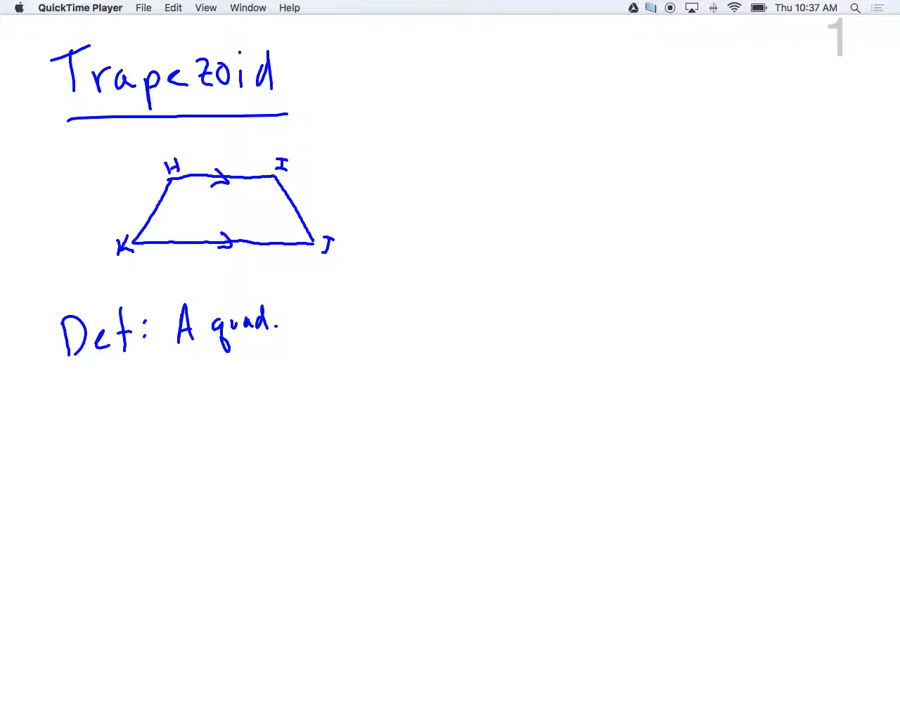 QuickTime Player File Edit View Window Help Thu 10:37 AM
1
Trapezoid
H I
K J
Def: A quad.